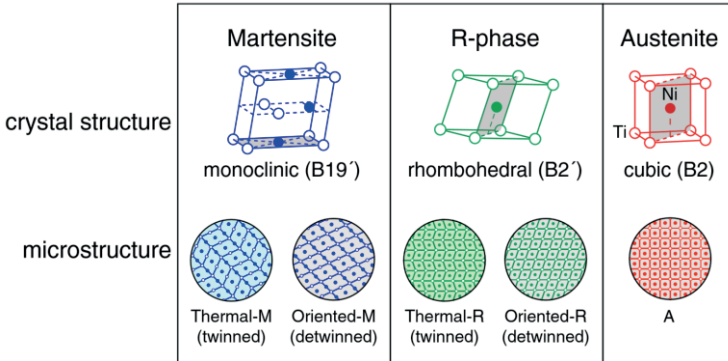 Martensite
R-phase
Austenite
crystal structure
Ni
Ti
monoclinic (B19´)
rhombohedral (B2´)
cubic (B2)
microstructure
Thermal-M
(twinned)
Oriented-M
(detwinned)
Thermal-R
(twinned)
Oriented-R
(detwinned)
A